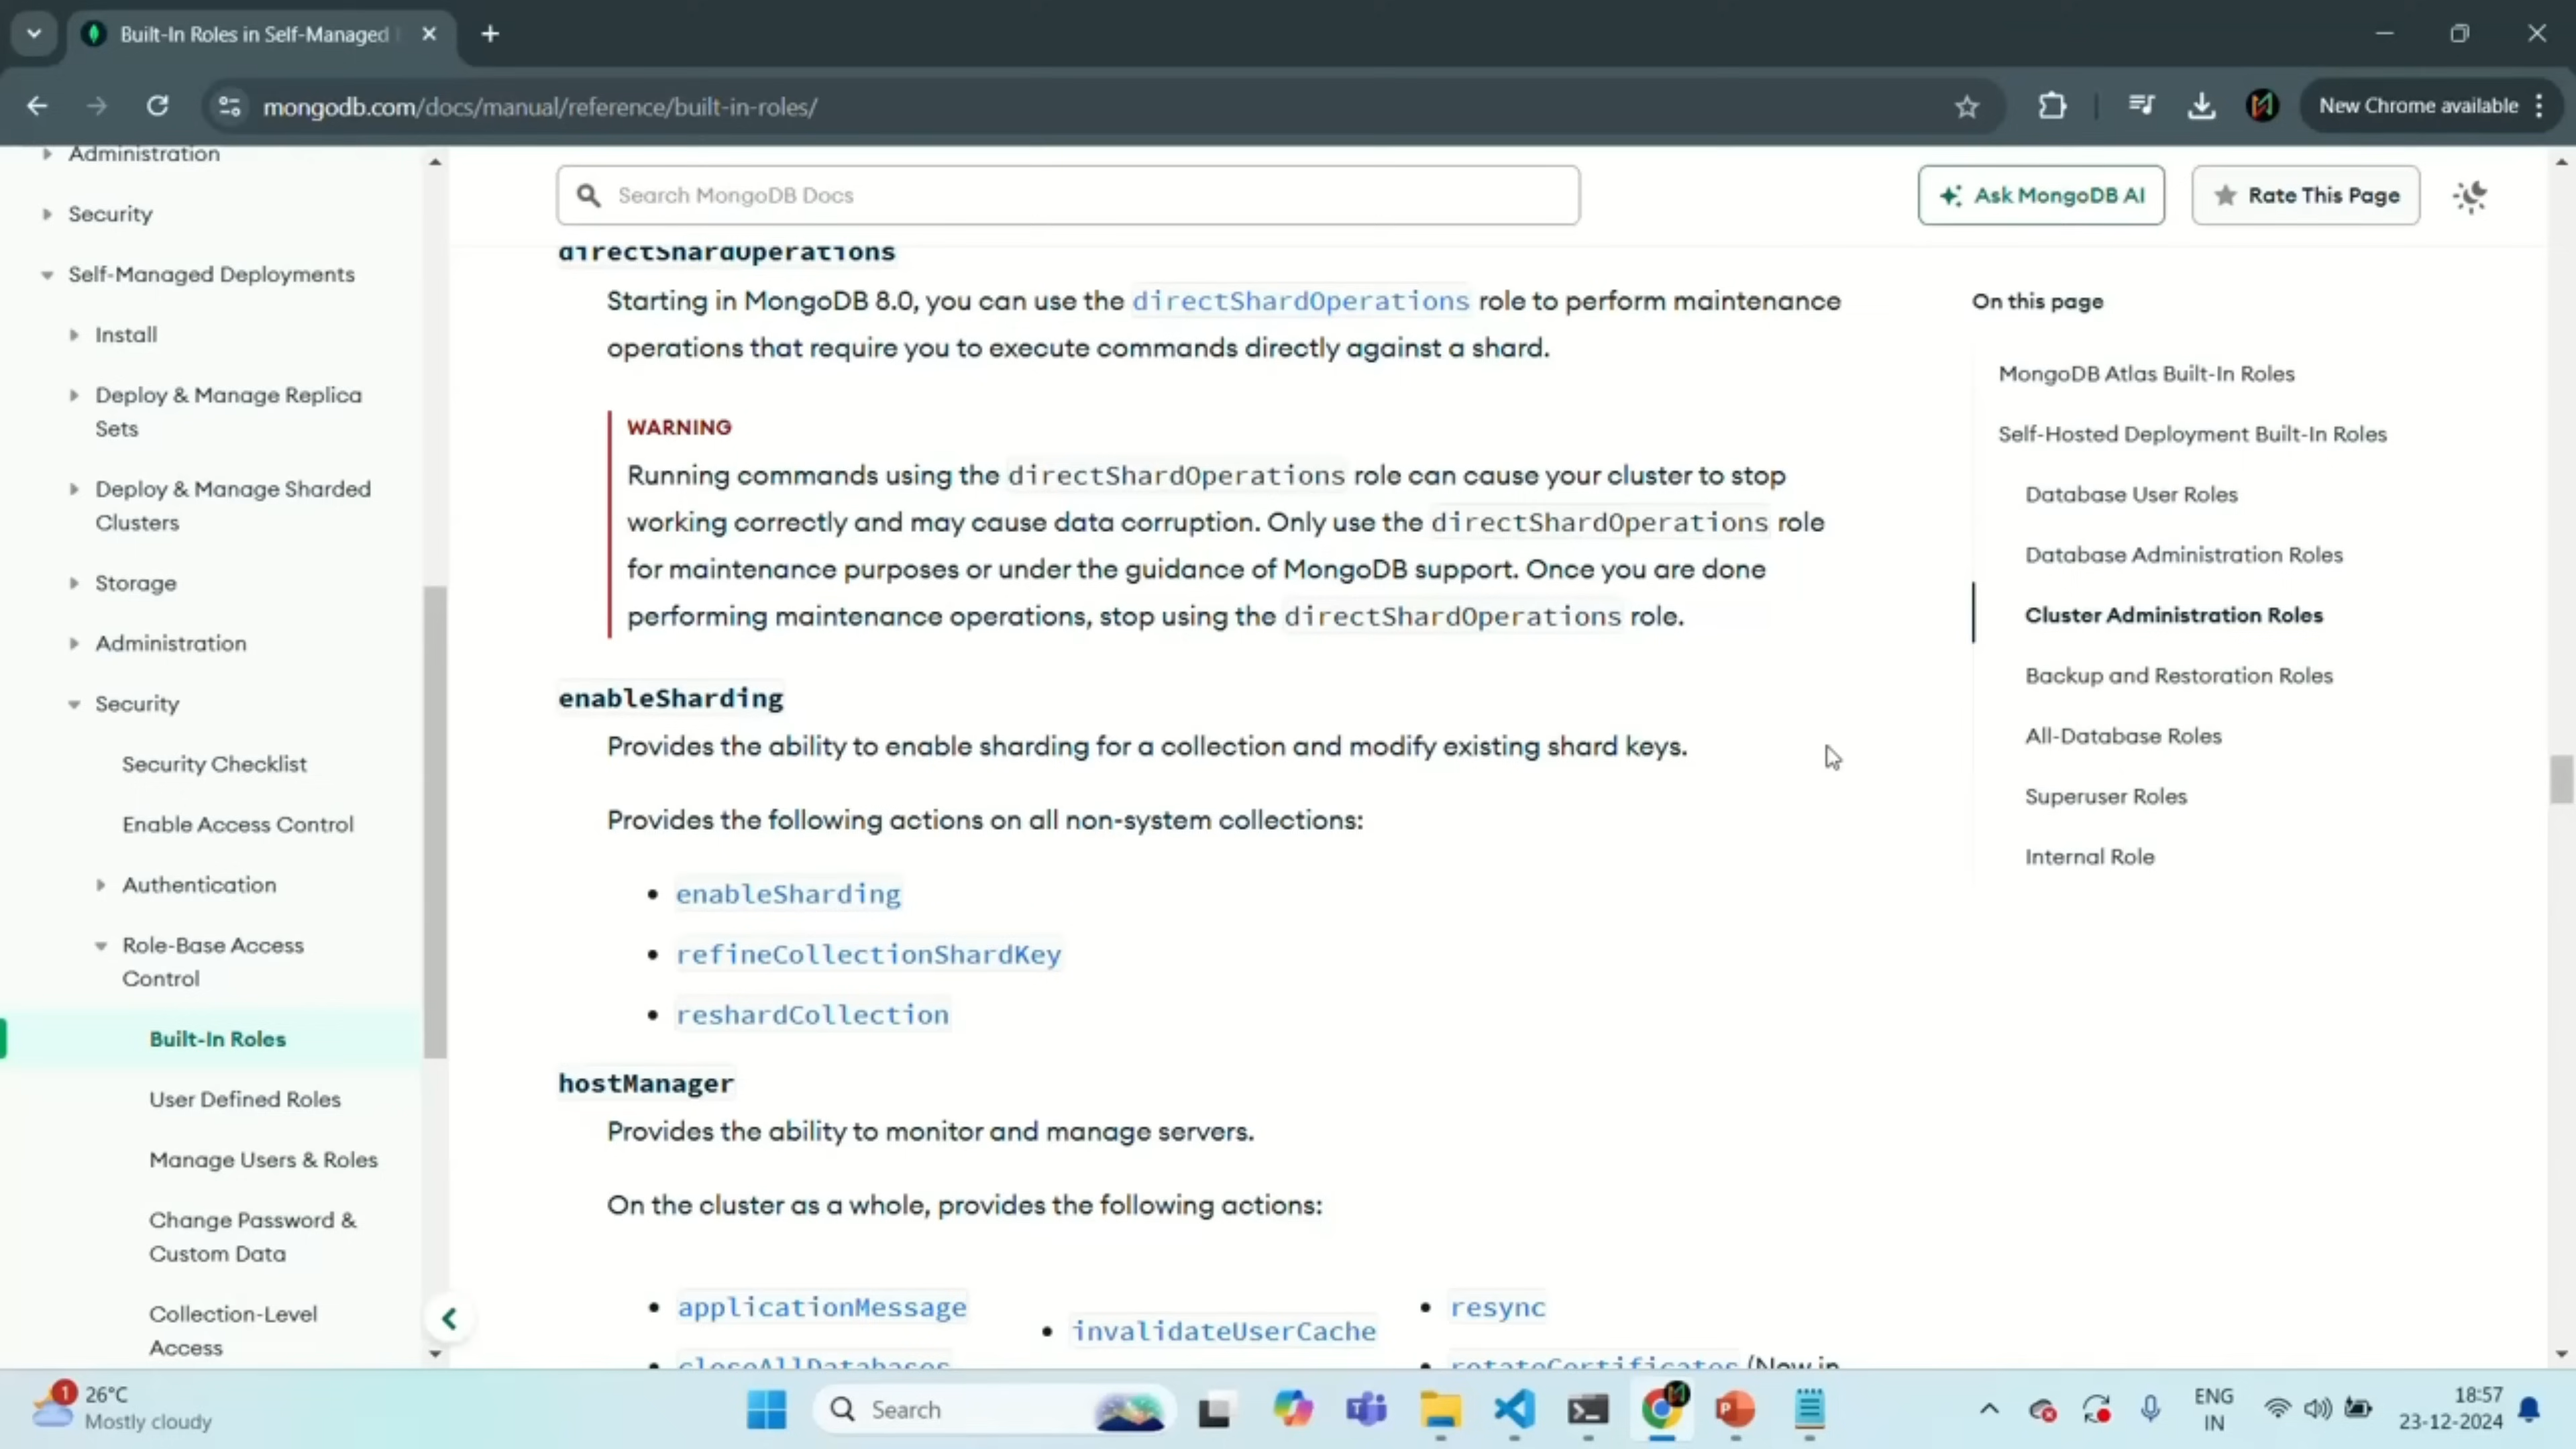 Built-In Roles in Self-Managed
mongodb.com/docs/manual/reference/built-in-roles/
New Chrome available
Administration
Security
Self-Managed Deployments
Install
Deploy & Manage Replica
Sets
Deploy & Manage Sharded
Clusters
Storage
Administration
Security
Security Checklist
Enable Access Control
Authentication
Role-Base Access
Control
Built-In Roles
User Defined Roles
Manage Users & Roles
Change Password &
Custom Data
Collection-Level
Access
Search MongoDB Docs
Ask MongoDB AI
Rate This Page
directShardOperations
Starting in MongoDB 8.0, you can use the directShardOperations role to perform maintenance
operations that require you to execute commands directly against a shard.
WARNING
Running commands using the directShardOperations role can cause your cluster to stop
working correctly and may cause data corruption. Only use the directShardOperations role
for maintenance purposes or under the guidance of MongoDB support. Once you are done
performing maintenance operations, stop using the directShardOperations role.
enableSharding
Provides the ability to enable sharding for a collection and modify existing shard keys.
Provides the following actions on all non-system collections:
• enableSharding
• refineCollectionShardKey
• reshardCollection
hostManager
Provides the ability to monitor and manage servers.
On the cluster as a whole, provides the following actions:
• applicationMessage
• closeAllDatabases
• invalidateUserCache
• resync
• rotateCertificates (New in
On this page
MongoDB Atlas Built-In Roles
Self-Hosted Deployment Built-In Roles
Database User Roles
Database Administration Roles
Cluster Administration Roles
Backup and Restoration Roles
All-Database Roles
Superuser Roles
Internal Role
1
26°C
Mostly cloudy
Search
ENG
IN
18:57
23-12-2024